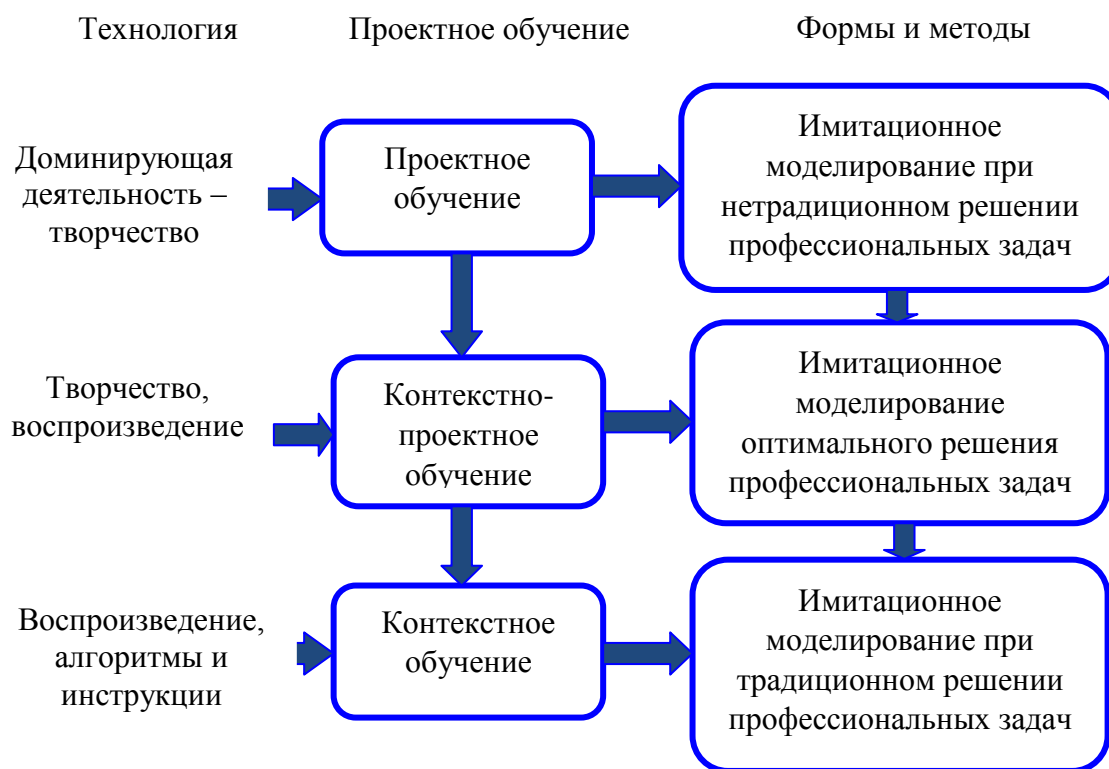 Технология
Проектное обучение
Формы и методы
Доминирующая
деятельность –
творчество
Проектное
обучение
Имитационное
моделирование при
нетрадиционном решении
профессиональных задач
Творчество,
воспроизведение
Контекстно-
проектное
обучение
Имитационное
моделирование
оптимального решения
профессиональных задач
Воспроизведение,
алгоритмы и
инструкции
Контекстное
обучение
Имитационное
моделирование при
традиционном решении
профессиональных задач